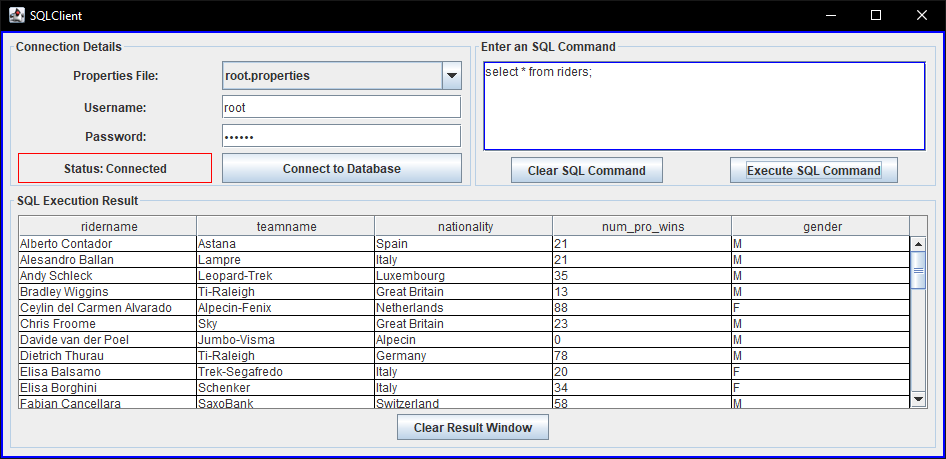 SQLClient
Connection Details
Properties File: root.properties
Username: root
Password: ••••••
Status: Connected Connect to Database
Enter an SQL Command
select * from riders;
Clear SQL Command Execute SQL Command
SQL Execution Result
ridername teamname nationality num_pro_wins gender
Alberto Contador Astana Spain 21 M
Alesandro Ballan Lampre Italy 21 M
Andy Schleck Leopard-Trek Luxembourg 35 M
Bradley Wiggins Ti-Raleigh Great Britain 13 M
Ceylin del Carmen Alvarado Alpecin-Fenix Netherlands 88 F
Chris Froome Sky Great Britain 23 M
Davide van der Poel Jumbo-Visma Alpecin 0 M
Dietrich Thurau Ti-Raleigh Germany 78 M
Elisa Balsamo Trek-Segafredo Italy 20 F
Elisa Borghini Schenker Italy 34 F
Fabian Cancellara SaxoBank Switzerland 58 M
Clear Result Window